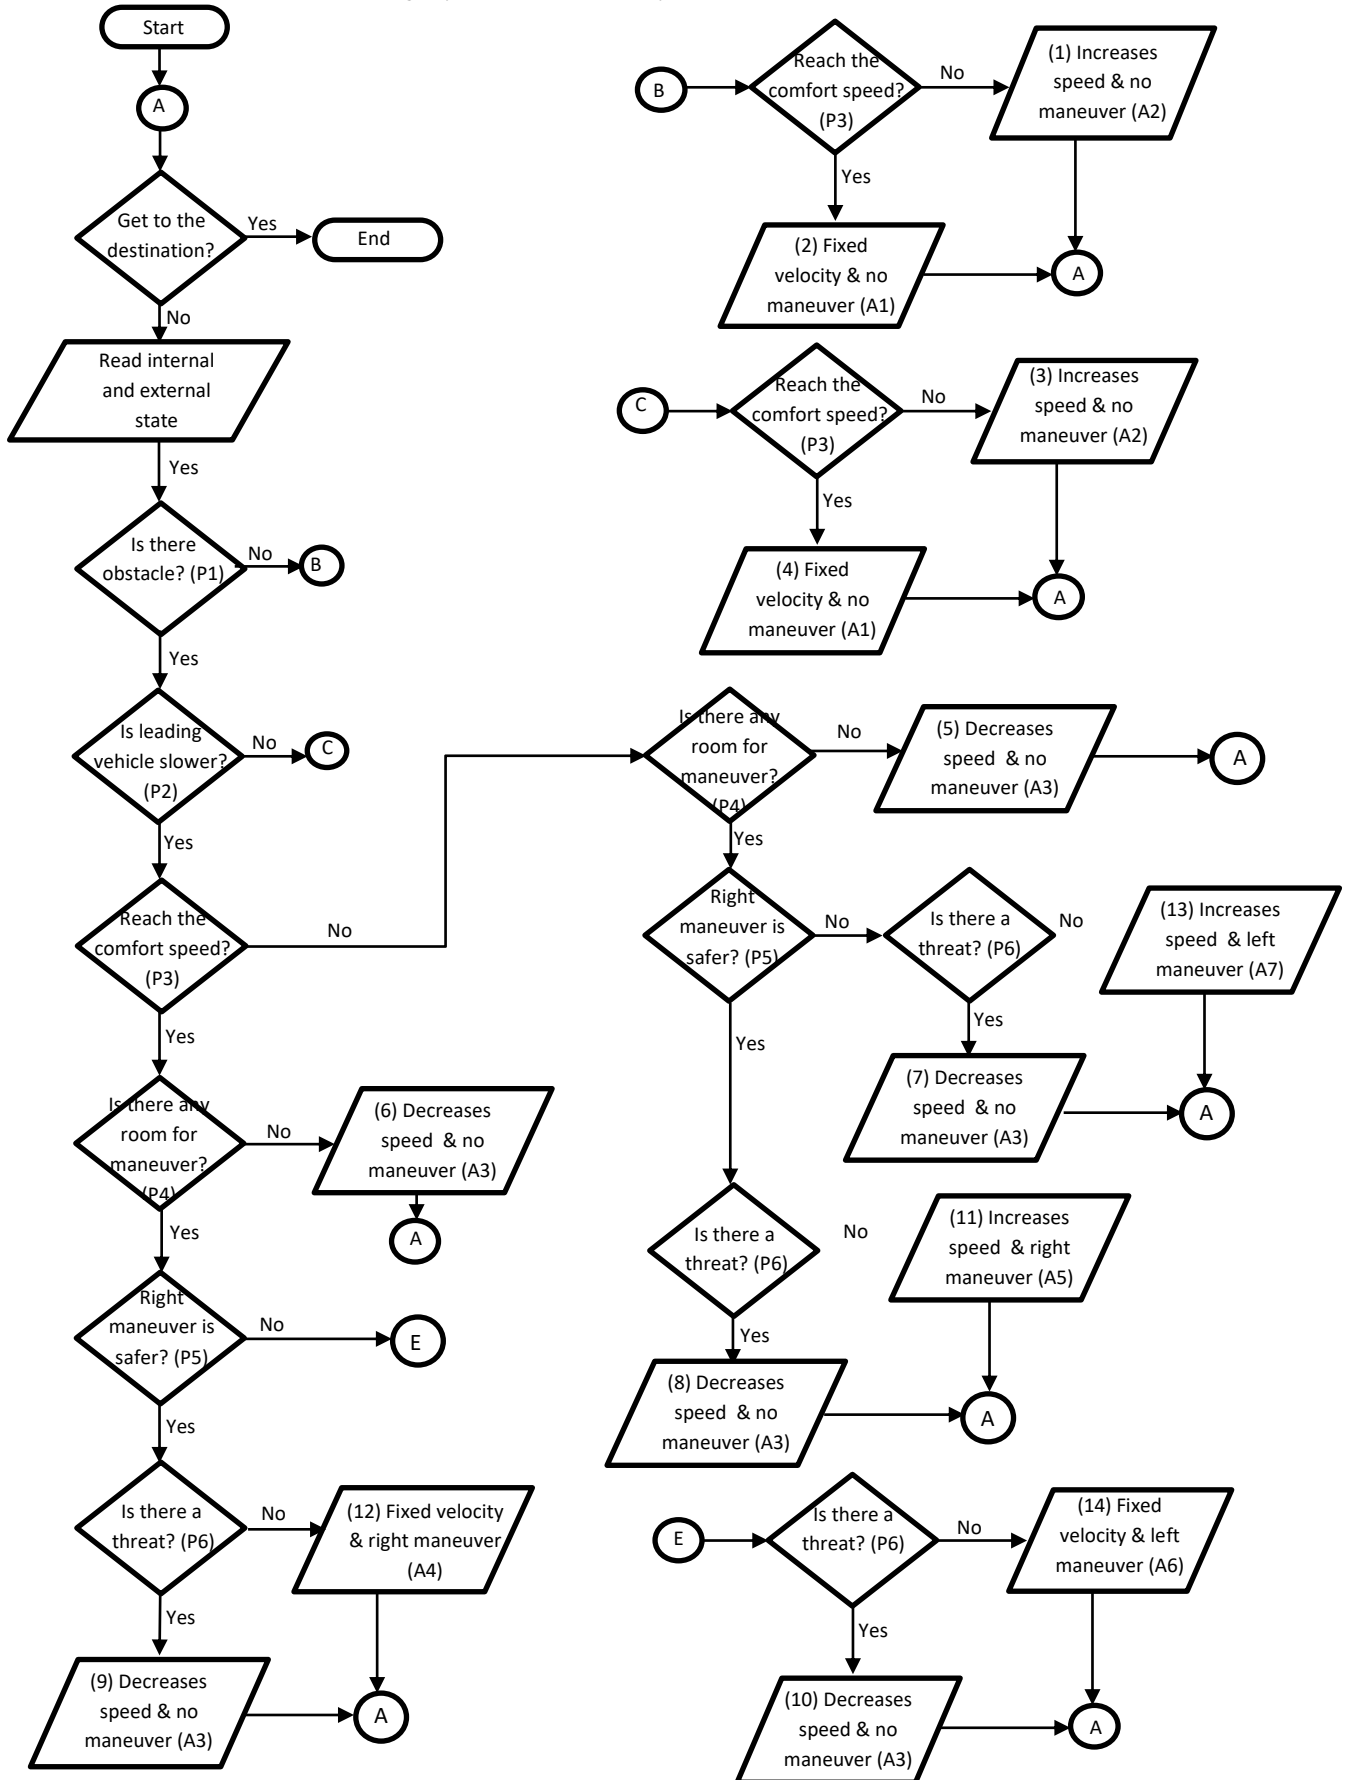 Start
A
Get to the
destination?
Yes
End
No
Read internal
and external
state
Yes
Is there
obstacle? (P1)
No
B
Yes
Is leading
vehicle slower?
(P2)
No
C
Yes
Reach the
comfort speed?
(P3)
No
Yes
Is there any
room for
maneuver?
(P4)
No
(6) Decreases
speed & no
maneuver (A3)
A
Yes
Right
maneuver is
safer? (P5)
No
E
Yes
Is there a
threat? (P6)
No
(12) Fixed velocity
& right maneuver
(A4)
Yes
(9) Decreases
speed & no
maneuver (A3)
A
B
Reach the
comfort speed?
(P3)
No
(1) Increases
speed & no
maneuver (A2)
Yes
(2) Fixed
velocity & no
maneuver (A1)
A
C
Reach the
comfort speed?
(P3)
No
(3) Increases
speed & no
maneuver (A2)
Yes
(4) Fixed
velocity & no
maneuver (A1)
A
Is there any
room for
maneuver?
(P4)
No
(5) Decreases
speed & no
maneuver (A3)
A
Yes
Right
maneuver is
safer? (P5)
No
Is there a
threat? (P6)
No
(13) Increases
speed & left
maneuver (A7)
Yes
(7) Decreases
speed & no
maneuver (A3)
A
Yes
Is there a
threat? (P6)
No
(11) Increases
speed & right
maneuver (A5)
Yes
(8) Decreases
speed & no
maneuver (A3)
A
E
Is there a
threat? (P6)
No
(14) Fixed
velocity & left
maneuver (A6)
Yes
(10) Decreases
speed & no
maneuver (A3)
A